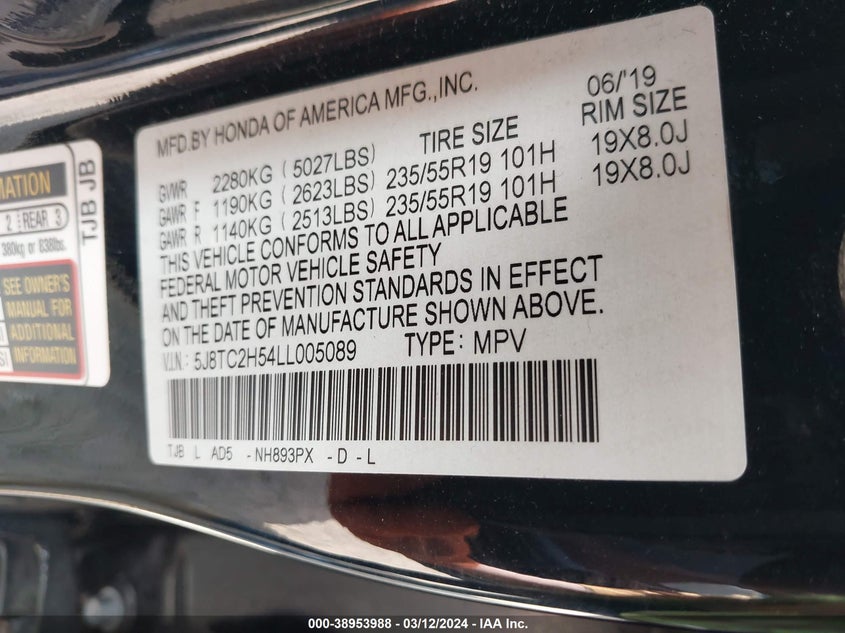 MFD.BY HONDA OF AMERICA MFG.,INC. 06/'19
TIRE SIZE RIM SIZE
GVWR 2280KG (5027LBS)
GAWR F 1190KG (2623LBS) 235/55R19 101H 19X8.0J
GAWR R 1140KG (2513LBS) 235/55R19 101H 19X8.0J
THIS VEHICLE CONFORMS TO ALL APPLICABLE
FEDERAL MOTOR VEHICLE SAFETY
AND THEFT PREVENTION STANDARDS IN EFFECT
ON THE DATE OF MANUFACTURE SHOWN ABOVE.
V.I.N.: 5J8TC2H54LL005089 TYPE: MPV
TJB L AD5 -NH893PX -D-L
MATION
2 REAR 3
380kg or 838lbs.
SEE OWNER'S
MANUAL FOR
ADDITIONAL
INFORMATION
TJB JB
000-38953988 - 03/12/2024 - IAA Inc.